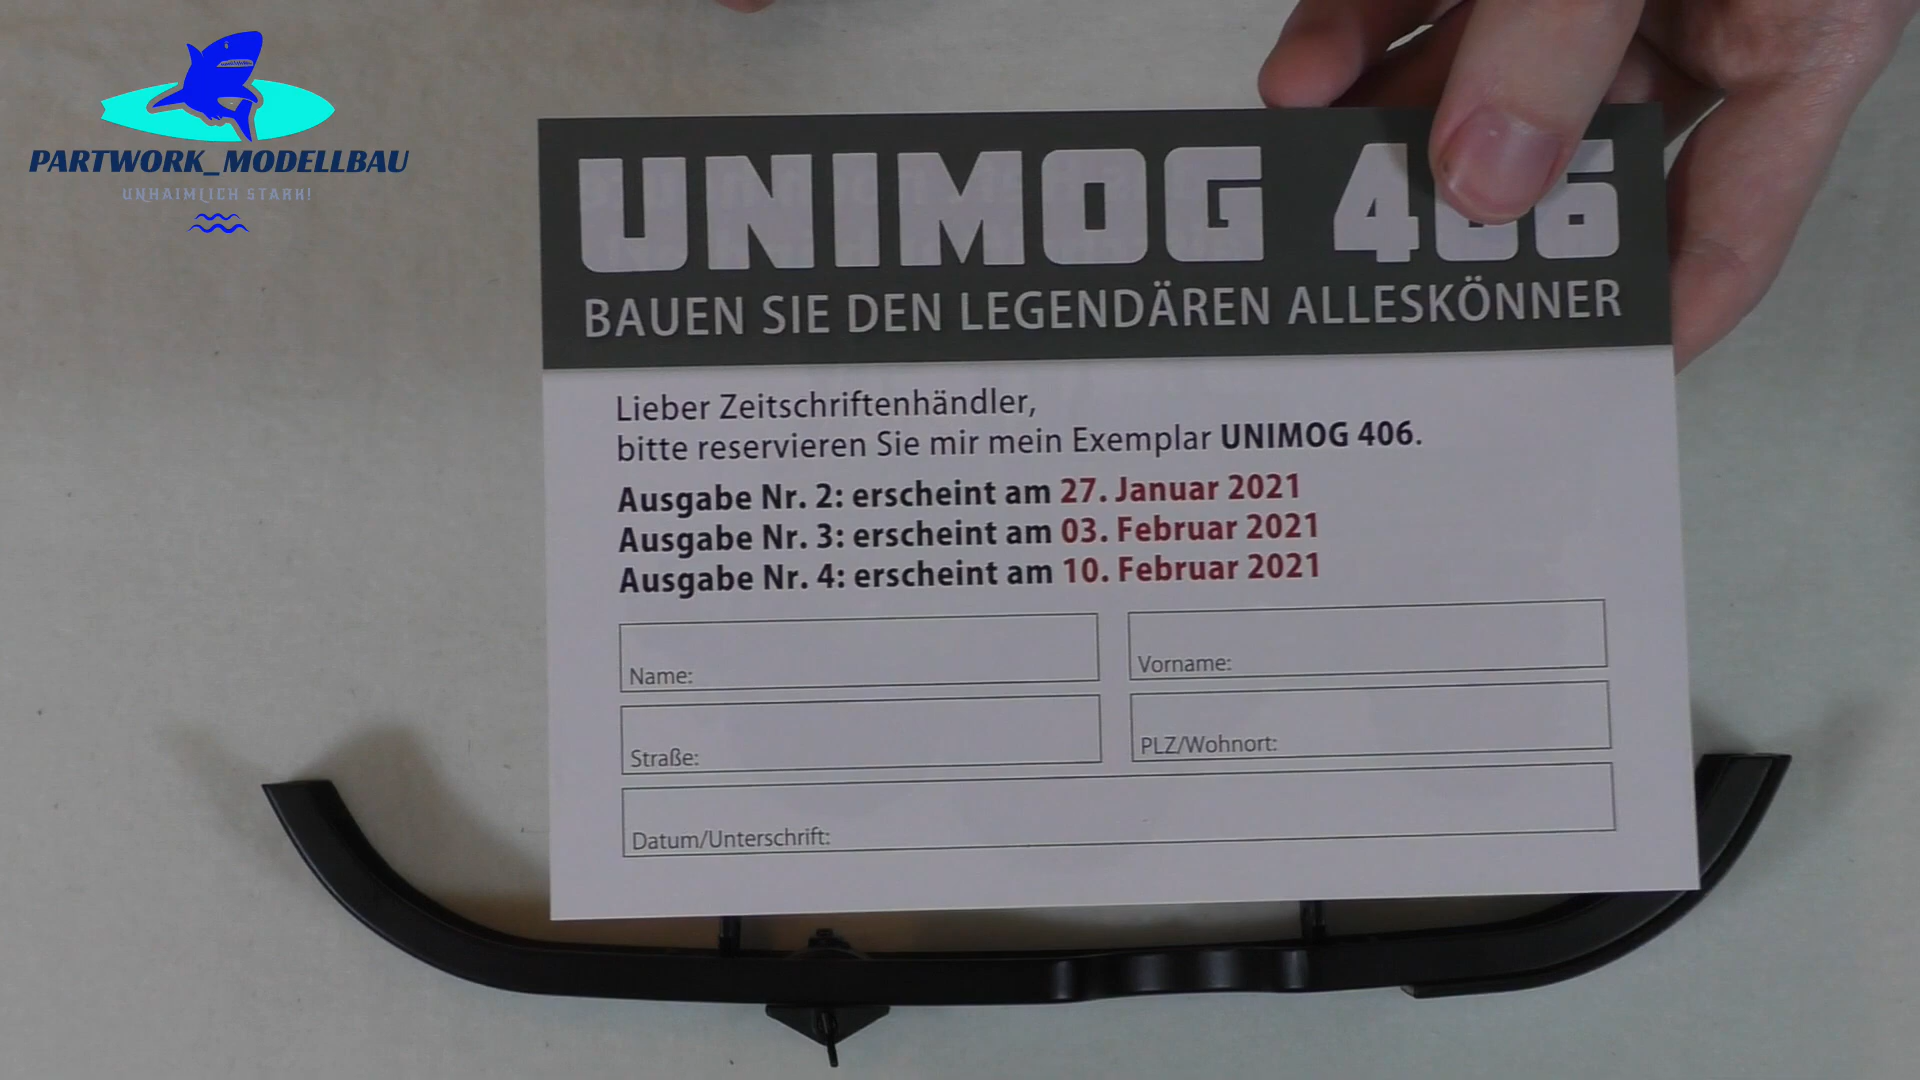 PARTWORK_MODELLBAU
UNHAIMLICH STARK!
UNIMOG 406
BAUEN SIE DEN LEGENDÄREN ALLESKÖNNER
Lieber Zeitschriftenhändler,
bitte reservieren Sie mir mein Exemplar UNIMOG 406.
Ausgabe Nr. 2: erscheint am 27. Januar 2021
Ausgabe Nr. 3: erscheint am 03. Februar 2021
Ausgabe Nr. 4: erscheint am 10. Februar 2021
Name:
Vorname:
Straße:
PLZ/Wohnort:
Datum/Unterschrift: